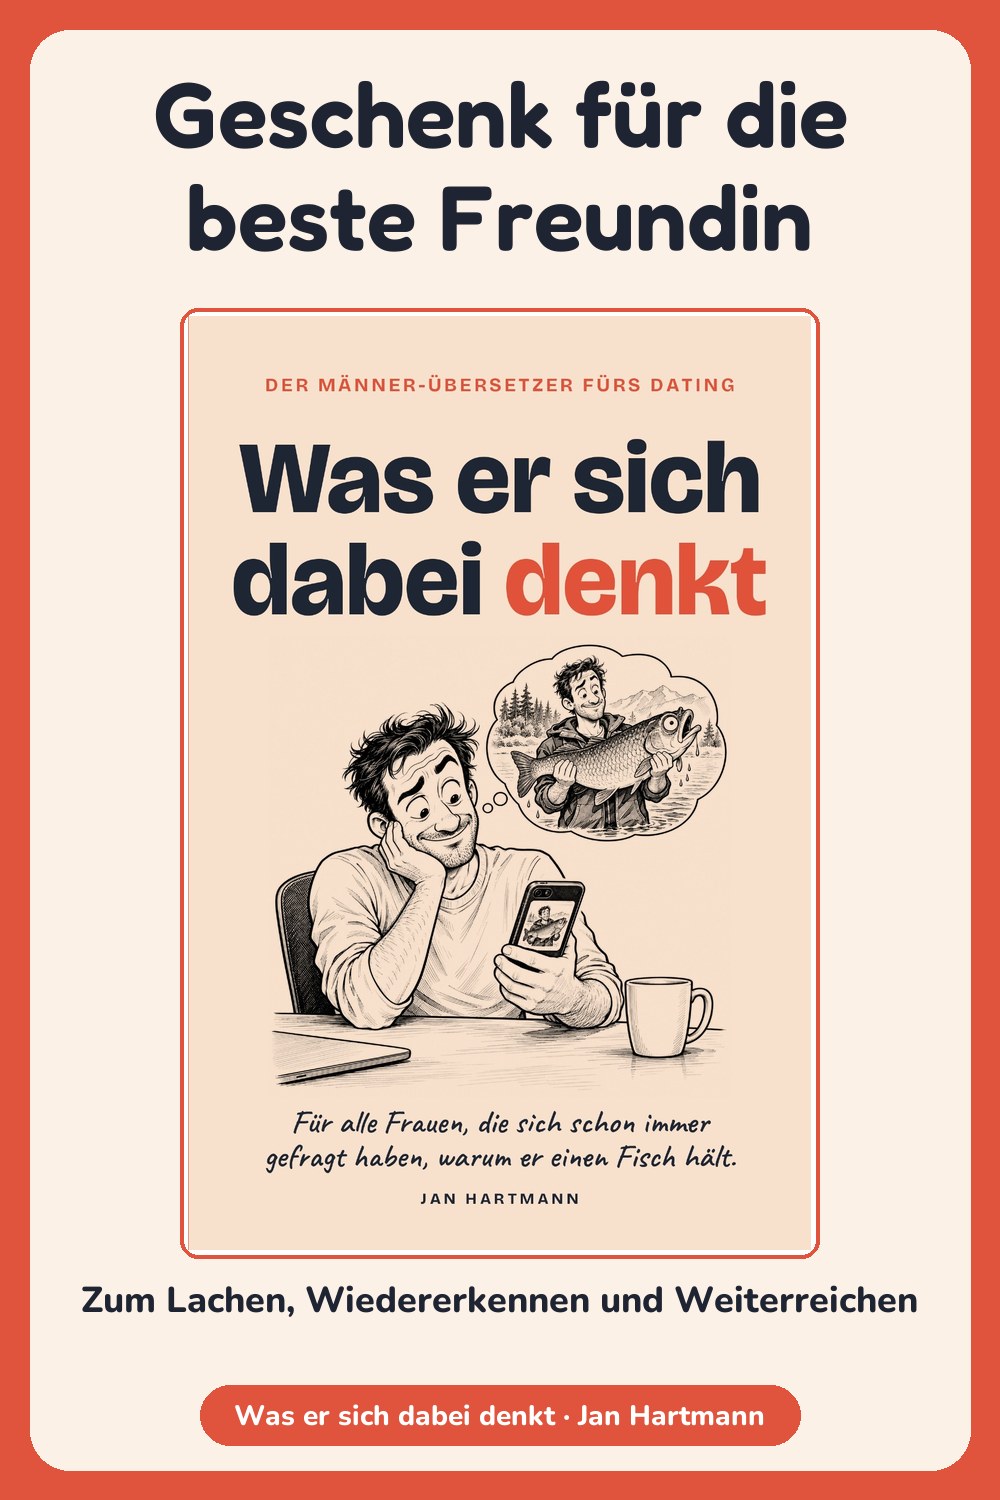 Geschenk für die
beste Freundin
DER MÄNNER-ÜBERSETZER FÜRS DATING
Was er sich
dabei denkt
Für alle Frauen, die sich schon immer
gefragt haben, warum er einen Fisch hält.
JAN HARTMANN
Zum Lachen, Wiedererkennen und Weiterreichen
Was er sich dabei denkt · Jan Hartmann